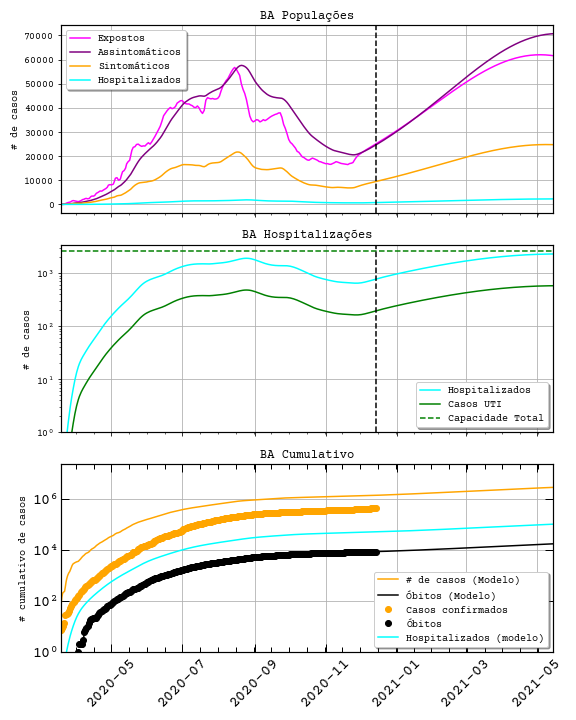 BA Populações
# de casos
70000
60000
50000
40000
30000
20000
10000
0
Expostos
Assintomáticos
Sintomáticos
Hospitalizados
BA Hospitalizações
# de casos
10³
10²
10¹
10⁰
Hospitalizados
Casos UTI
Capacidade Total
BA Cumulativo
# cumulativo de casos
10⁶
10⁴
10²
10⁰
# de casos (Modelo)
Óbitos (Modelo)
Casos confirmados
Óbitos
Hospitalizados (modelo)
2020-05
2020-07
2020-09
2020-11
2021-01
2021-03
2021-05